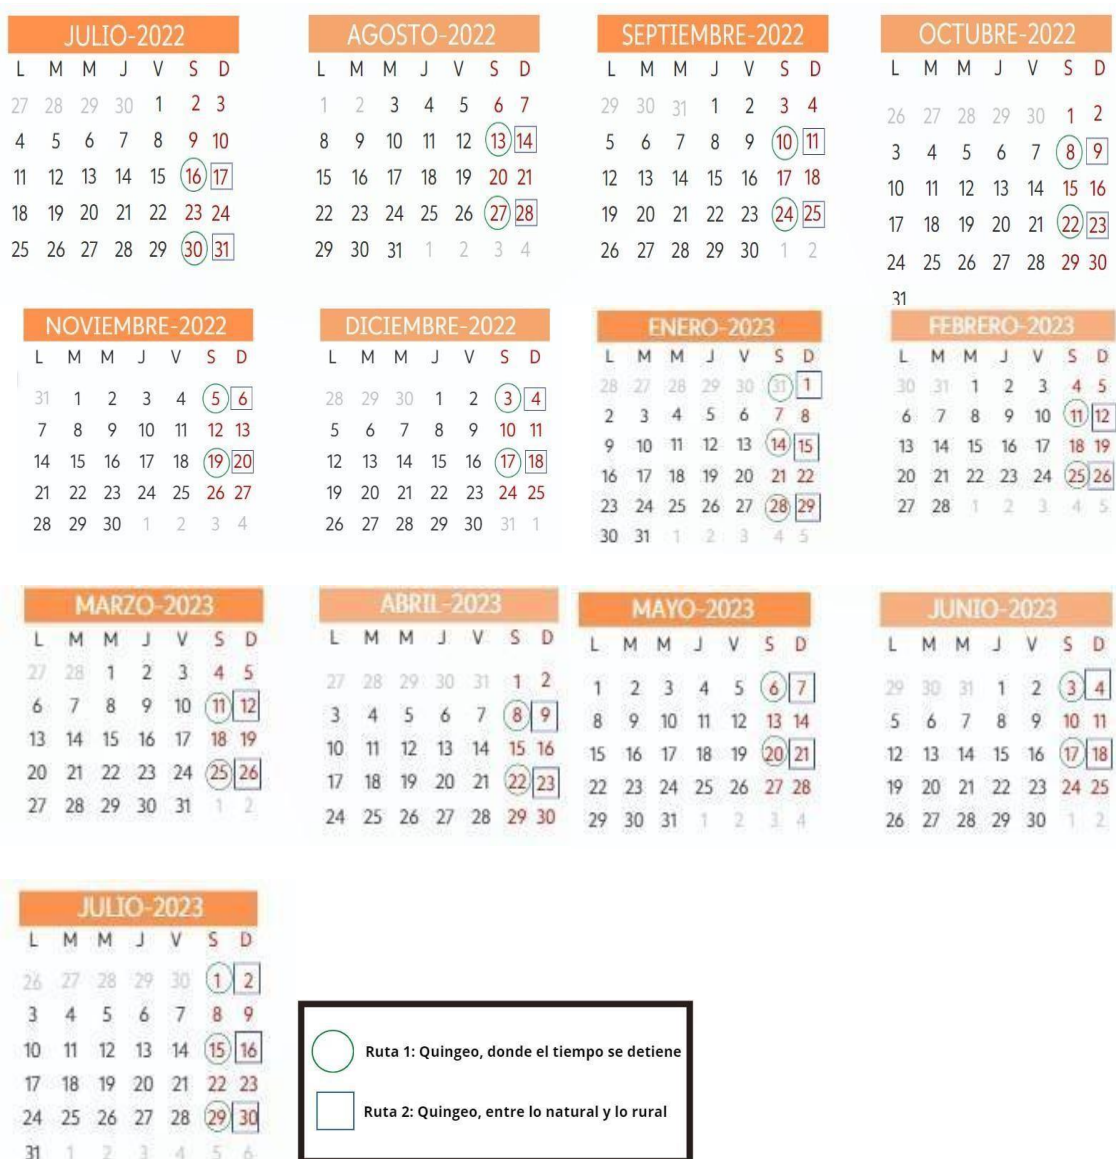 JULIO-2022
L M M J V S D
27 28 29 30 1 2 3
4 5 6 7 8 9 10
11 12 13 14 15 16 17
18 19 20 21 22 23 24
25 26 27 28 29 30 31
AGOSTO-2022
L M M J V S D
1 2 3 4 5 6 7
8 9 10 11 12 13 14
15 16 17 18 19 20 21
22 23 24 25 26 27 28
29 30 31 1 2 3 4
SEPTIEMBRE-2022
L M M J V S D
29 30 31 1 2 3 4
5 6 7 8 9 10 11
12 13 14 15 16 17 18
19 20 21 22 23 24 25
26 27 28 29 30 1 2
OCTUBRE-2022
L M M J V S D
26 27 28 29 30 1 2
3 4 5 6 7 8 9
10 11 12 13 14 15 16
17 18 19 20 21 22 23
24 25 26 27 28 29 30
31
NOVIEMBRE-2022
L M M J V S D
31 1 2 3 4 5 6
7 8 9 10 11 12 13
14 15 16 17 18 19 20
21 22 23 24 25 26 27
28 29 30 1 2 3 4
DICIEMBRE-2022
L M M J V S D
28 29 30 1 2 3 4
5 6 7 8 9 10 11
12 13 14 15 16 17 18
19 20 21 22 23 24 25
26 27 28 29 30 31 1
ENERO-2023
L M M J V S D
28 27 28 29 30 31 1
2 3 4 5 6 7 8
9 10 11 12 13 14 15
16 17 18 19 20 21 22
23 24 25 26 27 28 29
30 31 1 2 3 4 5
FEBRERO-2023
L M M J V S D
30 31 1 2 3 4 5
6 7 8 9 10 11 12
13 14 15 16 17 18 19
20 21 22 23 24 25 26
27 28 1 2 3 4 5
MARZO-2023
L M M J V S D
27 28 1 2 3 4 5
6 7 8 9 10 11 12
13 14 15 16 17 18 19
20 21 22 23 24 25 26
27 28 29 30 31 1 2
ABRIL-2023
L M M J V S D
27 28 29 30 31 1 2
3 4 5 6 7 8 9
10 11 12 13 14 15 16
17 18 19 20 21 22 23
24 25 26 27 28 29 30
MAYO-2023
L M M J V S D
1 2 3 4 5 6 7
8 9 10 11 12 13 14
15 16 17 18 19 20 21
22 23 24 25 26 27 28
29 30 31 1 2 3 4
JUNIO-2023
L M M J V S D
29 30 31 1 2 3 4
5 6 7 8 9 10 11
12 13 14 15 16 17 18
19 20 21 22 23 24 25
26 27 28 29 30 1 2
JULIO-2023
L M M J V S D
26 27 28 29 30 1 2
3 4 5 6 7 8 9
10 11 12 13 14 15 16
17 18 19 20 21 22 23
24 25 26 27 28 29 30
31 1 2 3 4 5 6
Ruta 1: Quingeo, donde el tiempo se detiene
Ruta 2: Quingeo, entre lo natural y lo rural